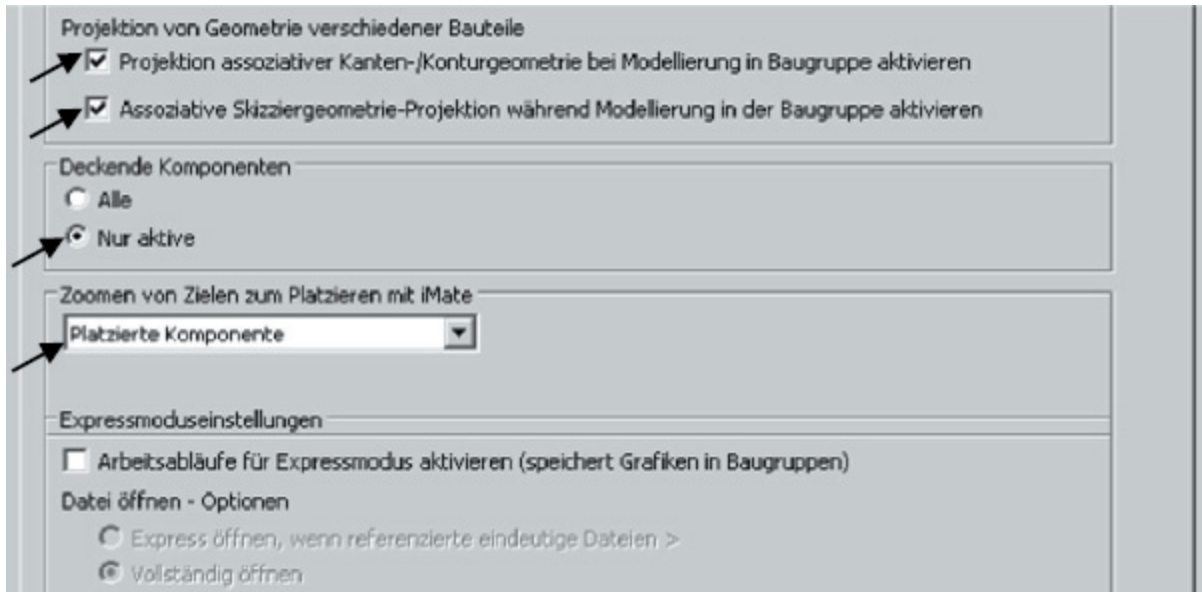 Projektion von Geometrie verschiedener Bauteile
Projektion assoziativer Kanten-/Konturgeometrie bei Modellierung in Baugruppe aktivieren
Assoziative Skizziergeometrie-Projektion während Modellierung in der Baugruppe aktivieren
Deckende Komponenten
Alle
Nur aktive
Zoomen von Zielen zum Platzieren mit iMate
Platzierte Komponente
Expressmoduseinstellungen
Arbeitsabläufe für Expressmodus aktivieren (speichert Grafiken in Baugruppen)
Datei öffnen - Optionen
Express öffnen, wenn referenzierte eindeutige Dateien >
Vollständig öffnen